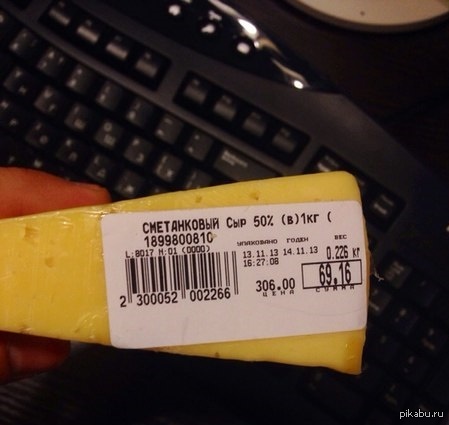 СМЕТАНКОВЫЙ Сыр 50% (в)1кг (
1899800810
L:8017 М:01 (0000)
УПАКОВАНО ГОДЕН ВЕС
13.11.13 14.11.13 0.226 кг
16:27:08
306.00 69.16
ЦЕНА СУММА
2 300052 002266
pikabu.ru